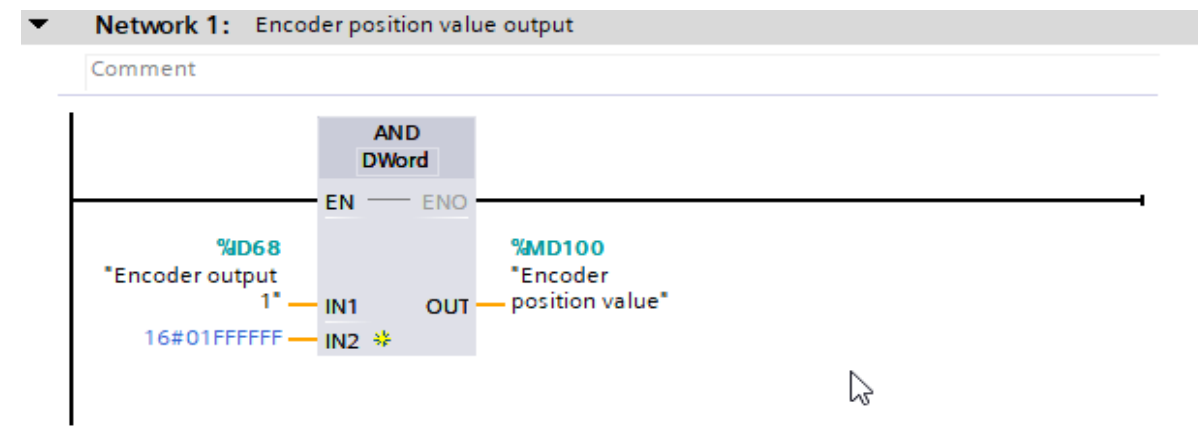 Network 1: Encoder position value output
Comment
AND
DWord
EN ENO
%ID68
"Encoder output
1"
IN1
16#01FFFFFF
IN2
OUT
%MD100
"Encoder
position value"